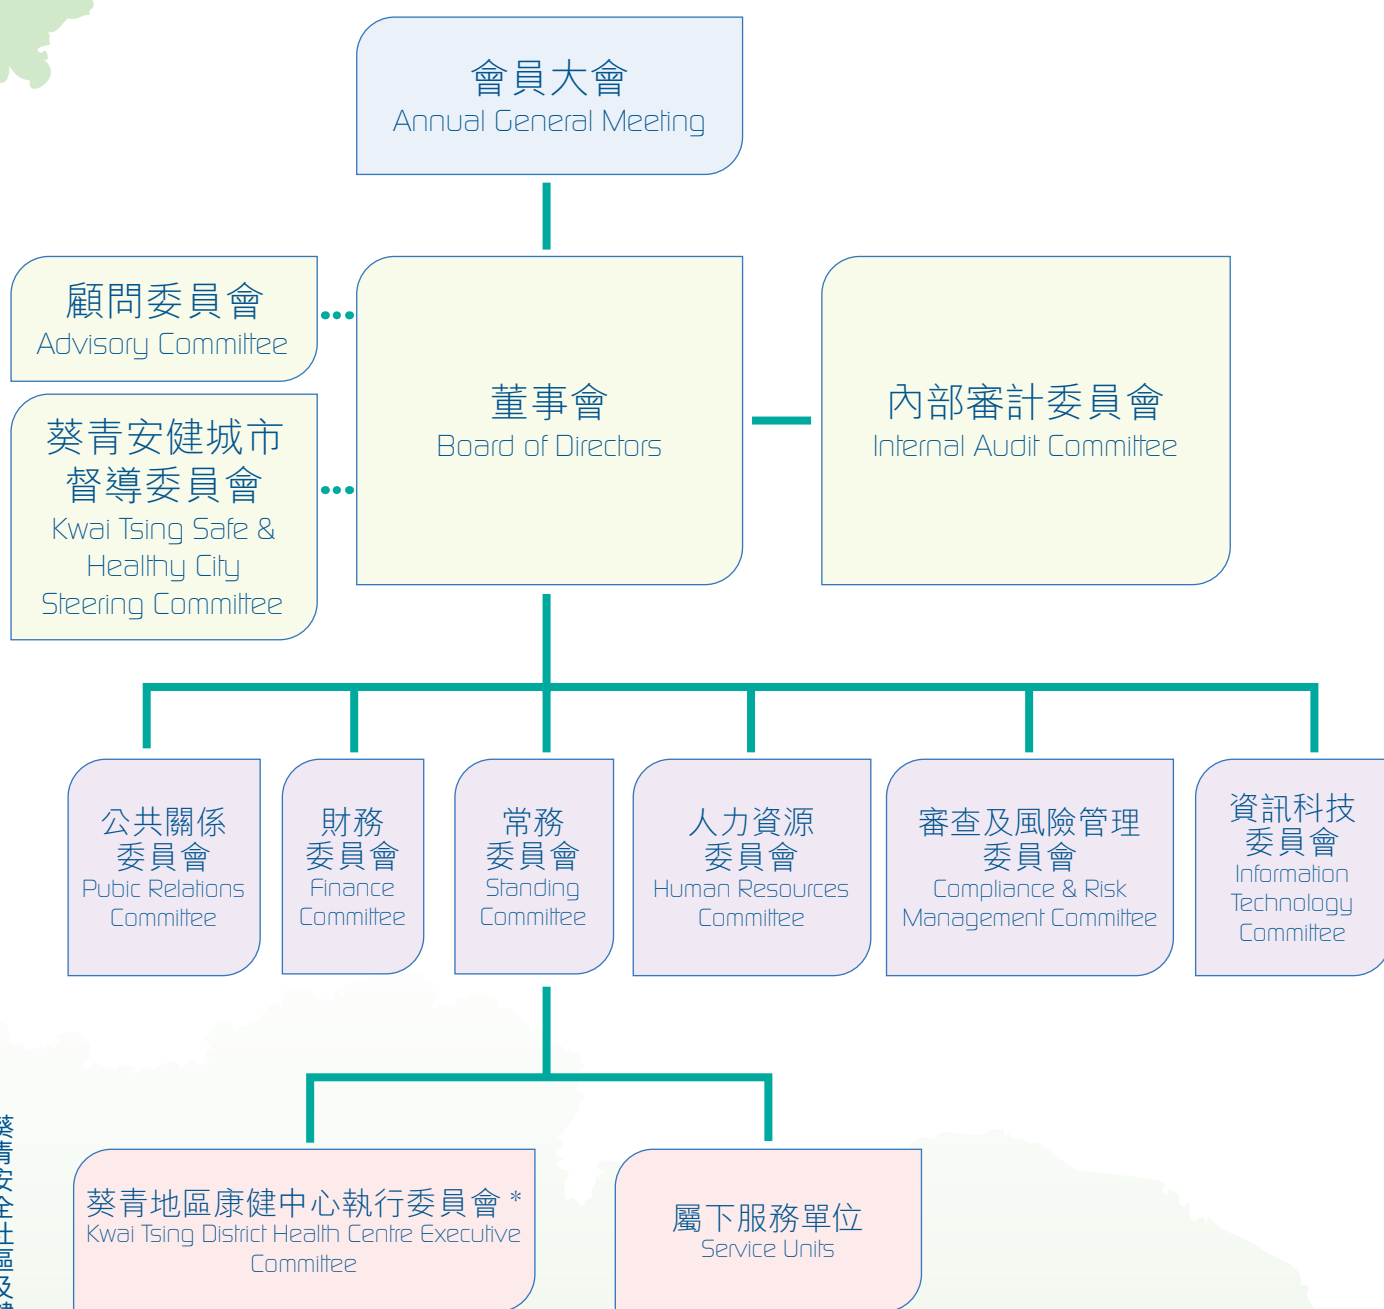 會員大會
Annual General Meeting
顧問委員會
Advisory Committee
葵青安健城市
督導委員會
Kwai Tsing Safe &
Healthy City
Steering Committee
董事會
Board of Directors
內部審計委員會
Internal Audit Committee
公共關係
委員會
Pubic Relations
Committee
財務
委員會
Finance
Committee
常務
委員會
Standing
Committee
人力資源
委員會
Human Resources
Committee
審查及風險管理
委員會
Compliance & Risk
Management Committee
資訊科技
委員會
Information
Technology
Committee
葵青地區康健中心執行委員會 *
Kwai Tsing District Health Centre Executive
Committee
屬下服務單位
Service Units
葵青安全社區及